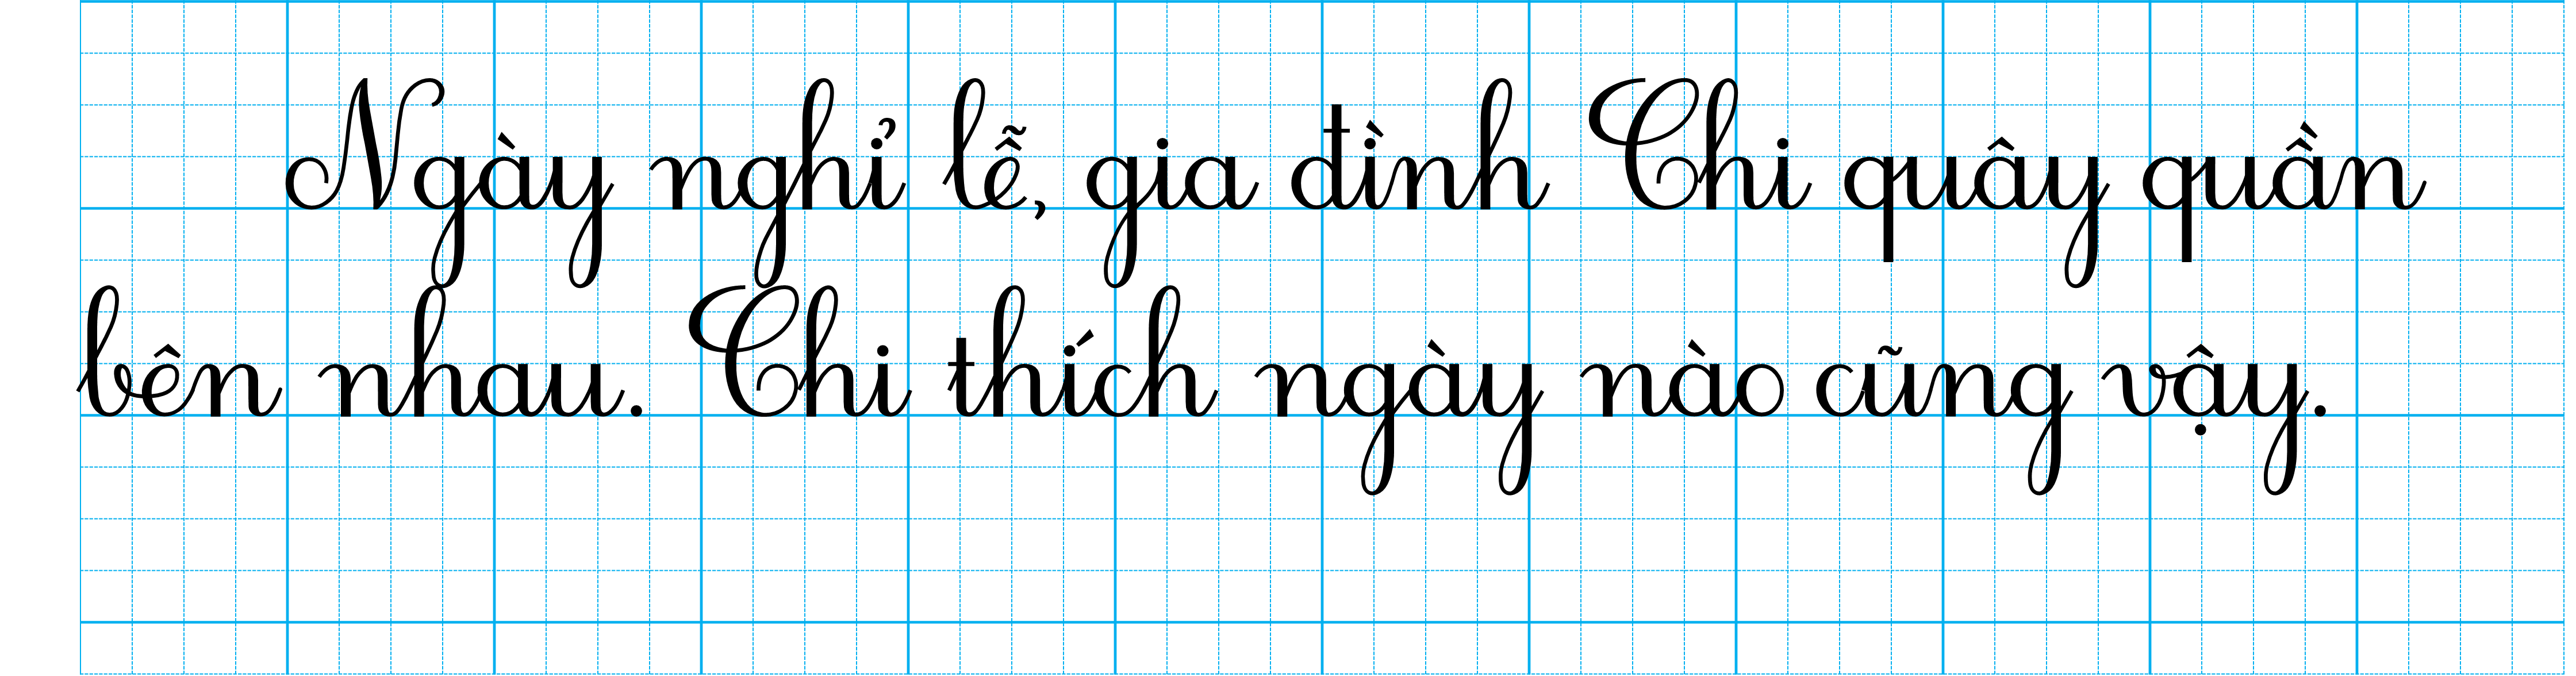 Ngày nghỉ lễ, gia đình Chi quây quần
bên nhau. Chi thích ngày nào cũng vậy.